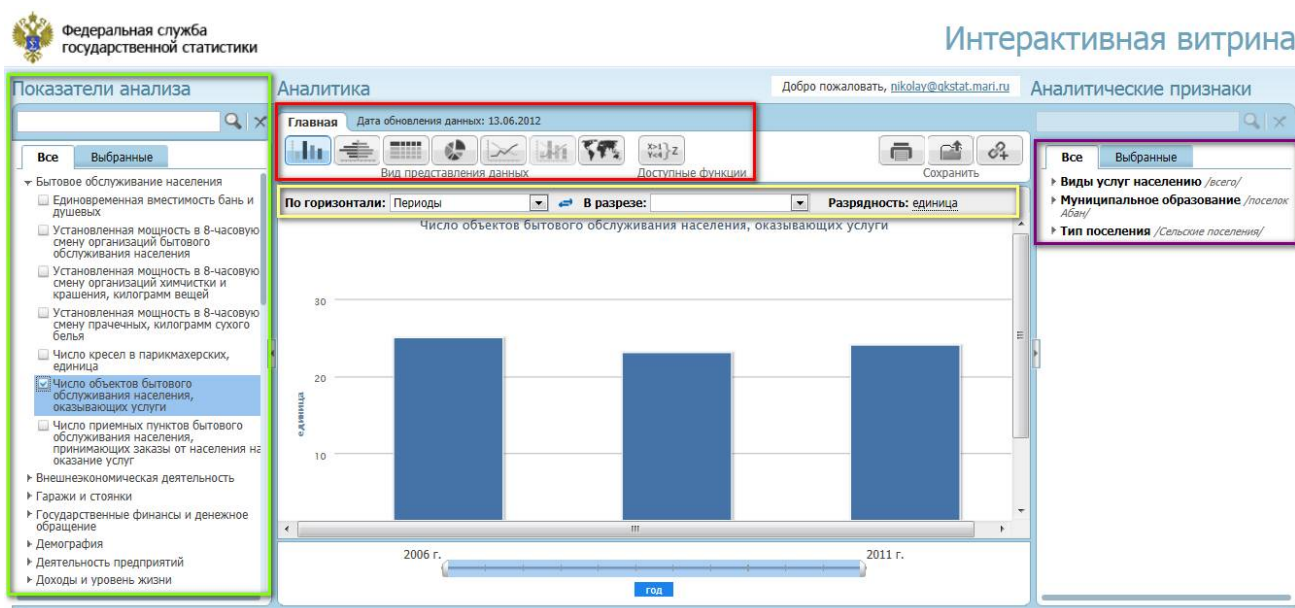 Федеральная служба
государственной статистики
Интерактивная витрина
Показатели анализа
Все
Выбранные
Бытовое обслуживание населения
Единовременная вместимость бань и
душевых
Установленная мощность в 8-часовую
смену организаций бытового
обслуживания населения
Установленная мощность в 8-часовую
смену организаций химчистки и
крашения, килограмм вещей
Установленная мощность в 8-часовую
смену прачечных, килограмм сухого
белья
Число кресел в парикмахерских,
единица
Число объектов бытового
обслуживания населения,
оказывающих услуги
Число приемных пунктов бытового
обслуживания населения,
принимающих заказы от населения на
оказание услуг
Внешнеэкономическая деятельность
Гаражи и стоянки
Государственные финансы и денежное
обращение
Демография
Деятельность предприятий
Доходы и уровень жизни
Аналитика
Добро пожаловать, nikolay@gkstat.mari.ru
Главная Дата обновления данных: 13.06.2012
X>1
Y<4
}Z
Вид представления данных
Доступные функции
Сохранить
По горизонтали: Периоды В разрезе: Разрядность: единица
Число объектов бытового обслуживания населения, оказывающих услуги
30
20
10
единица
2006 г.
2011 г.
год
Аналитические признаки
Все
Выбранные
Виды услуг населению /всего/
Муниципальное образование /поселок
Абан/
Тип поселения /Сельские поселения/